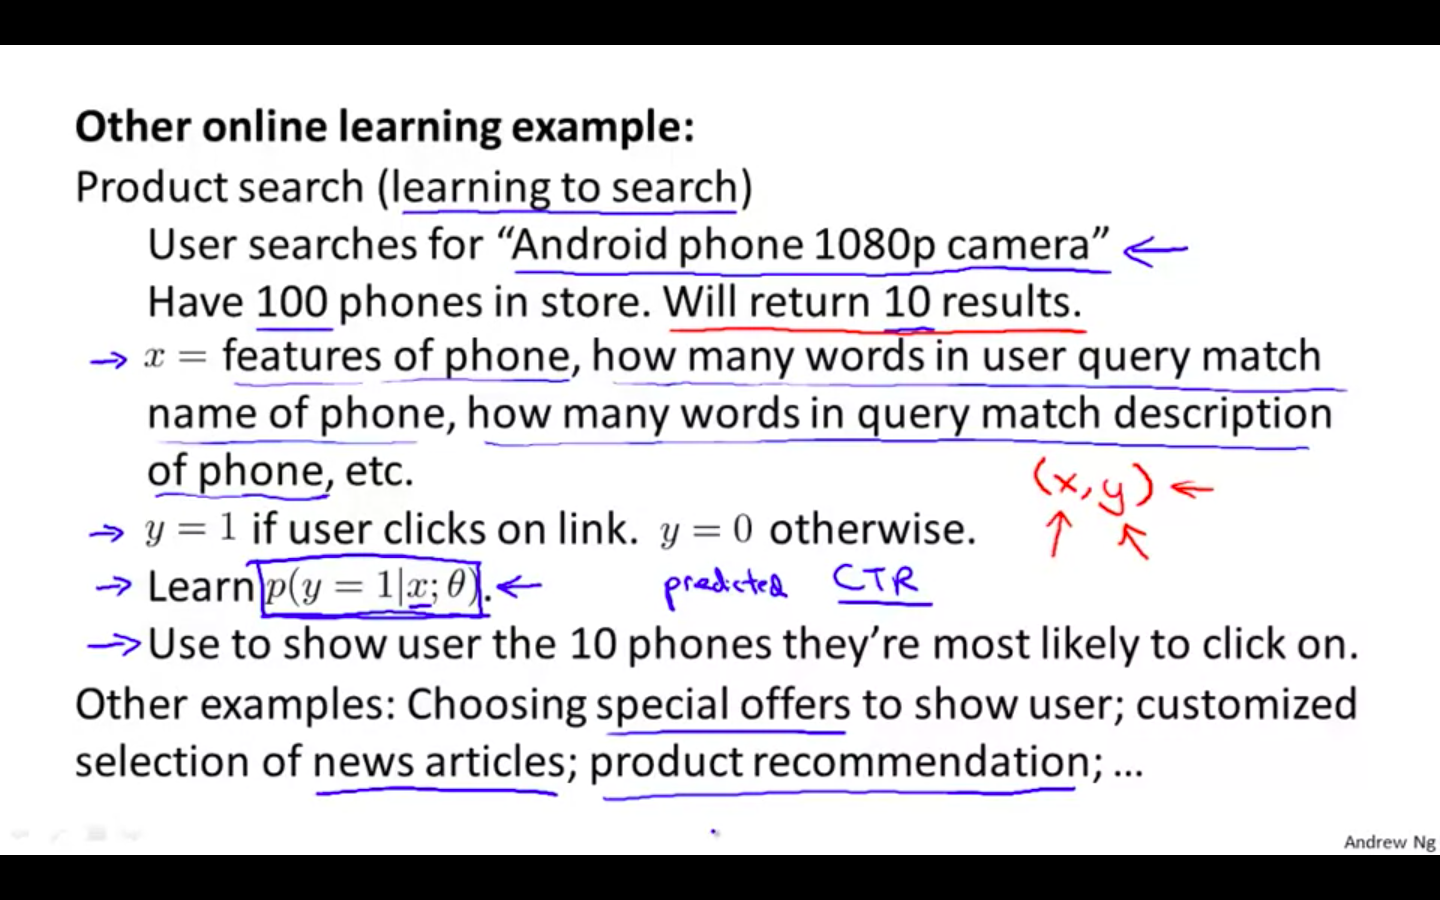 Other online learning example:
Product search (learning to search)
User searches for “Android phone 1080p camera”
Have 100 phones in store. Will return 10 results.
x = features of phone, how many words in user query match
name of phone, how many words in query match description
of phone, etc.
(x, y)
y = 1 if user clicks on link. y = 0 otherwise.
Learn p(y = 1|x; θ). predicted CTR
Use to show user the 10 phones they’re most likely to click on.
Other examples: Choosing special offers to show user; customized
selection of news articles; product recommendation; ...
Andrew Ng